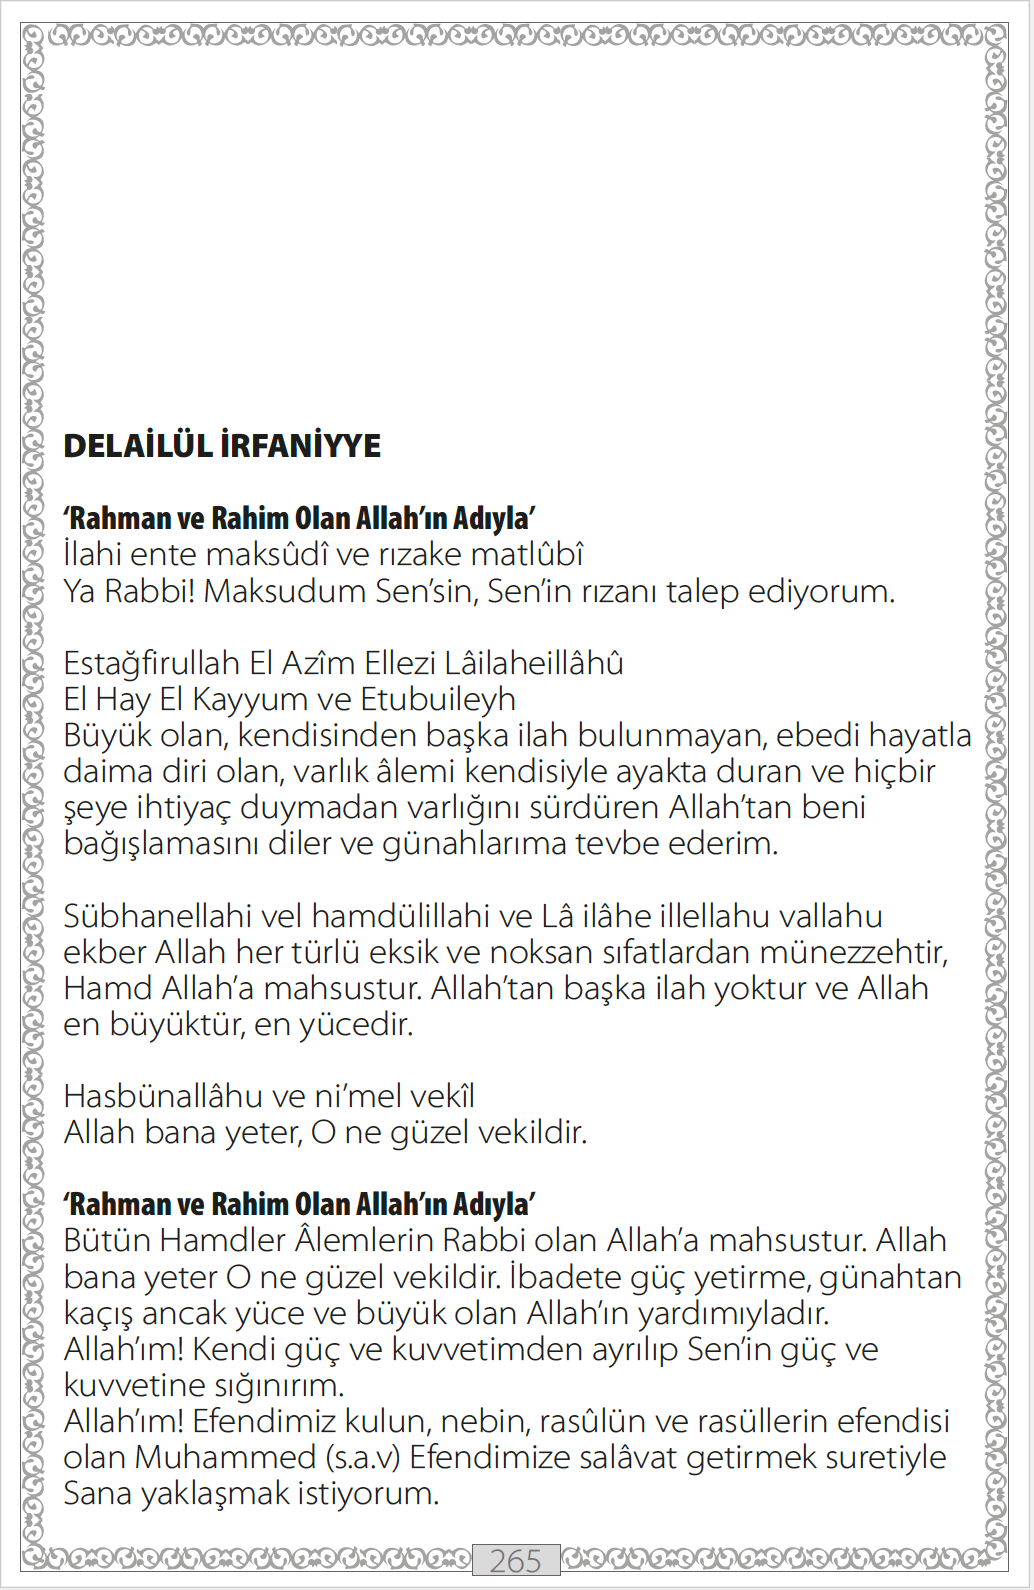 DELAİLÜL İRFANİYYE
‘Rahman ve Rahim Olan Allah’ın Adıyla’
İlahi ente maksûdî ve rızake matlûbî
Ya Rabbi! Maksudum Sen’sin, Sen’in rızanı talep ediyorum.
Estağfirullah El Azîm Ellezi Lâilaheillâhû
El Hay El Kayyum ve Etubuileyh
Büyük olan, kendisinden başka ilah bulunmayan, ebedi hayatla
daima diri olan, varlık âlemi kendisiyle ayakta duran ve hiçbir
şeye ihtiyaç duymadan varlığını sürdüren Allah’tan beni
bağışlamasını diler ve günahlarıma tevbe ederim.
Sübhanellahi vel hamdülillahi ve Lâ ilâhe illellahu vallahu
ekber Allah her türlü eksik ve noksan sıfatlardan münezzehtir,
Hamd Allah’a mahsustur. Allah’tan başka ilah yoktur ve Allah
en büyüktür, en yücedir.
Hasbünallâhu ve ni’mel vekîl
Allah bana yeter, O ne güzel vekildir.
‘Rahman ve Rahim Olan Allah’ın Adıyla’
Bütün Hamdler Âlemlerin Rabbi olan Allah’a mahsustur. Allah
bana yeter O ne güzel vekildir. İbadete güç yetirme, günahtan
kaçış ancak yüce ve büyük olan Allah’ın yardımıyladır.
Allah’ım! Kendi güç ve kuvvetimden ayrılıp Sen’in güç ve
kuvvetine sığınırım.
Allah’ım! Efendimiz kulun, nebin, rasûlün ve rasüllerin efendisi
olan Muhammed (s.a.v) Efendimize salâvat getirmek suretiyle
Sana yaklaşmak istiyorum.
265